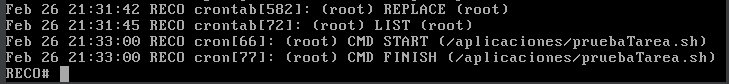 Feb 26 21:31:42 RECO crontab[582]: (root) REPLACE (root)
Feb 26 21:31:45 RECO crontab[72]: (root) LIST (root)
Feb 26 21:33:00 RECO cron[66]: (root) CMD START (/aplicaciones/pruebaTarea.sh)
Feb 26 21:33:00 RECO cron[77]: (root) CMD FINISH (/aplicaciones/pruebaTarea.sh)
RECO#